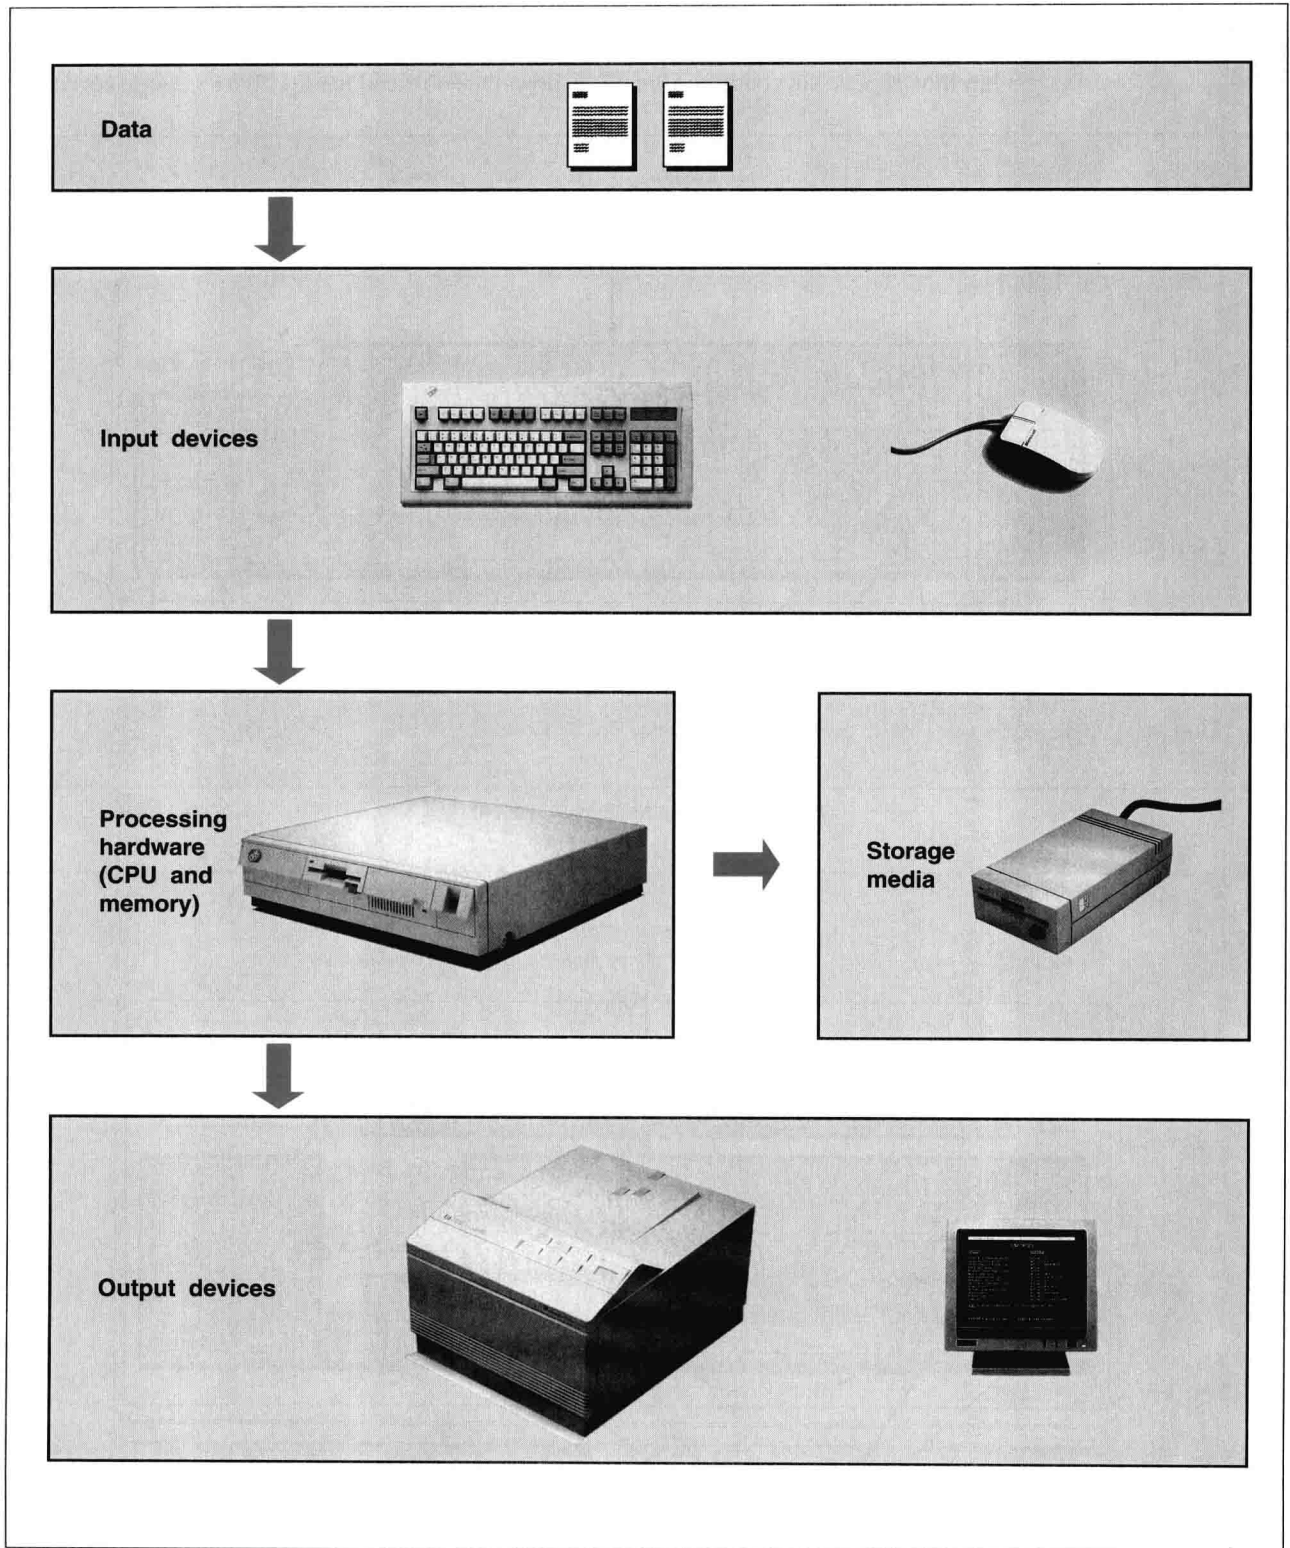 Data
Input devices
Processing
hardware
(CPU and
memory)
Storage
media
Output devices